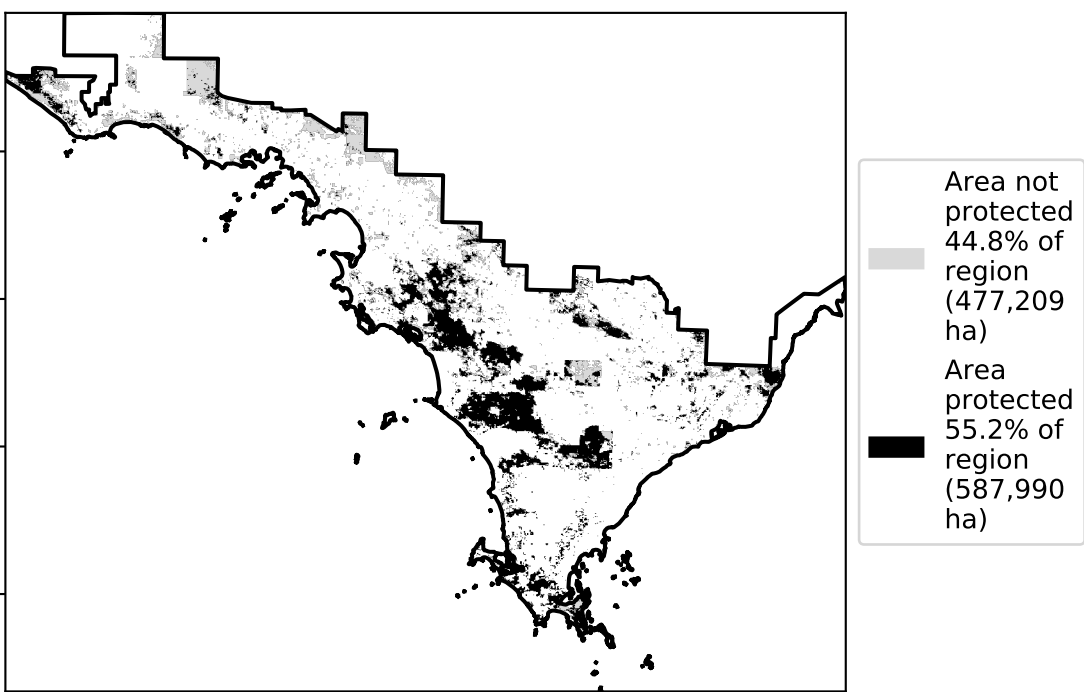 Area not
protected
44.8% of
region
(477,209
ha)
Area
protected
55.2% of
region
(587,990
ha)